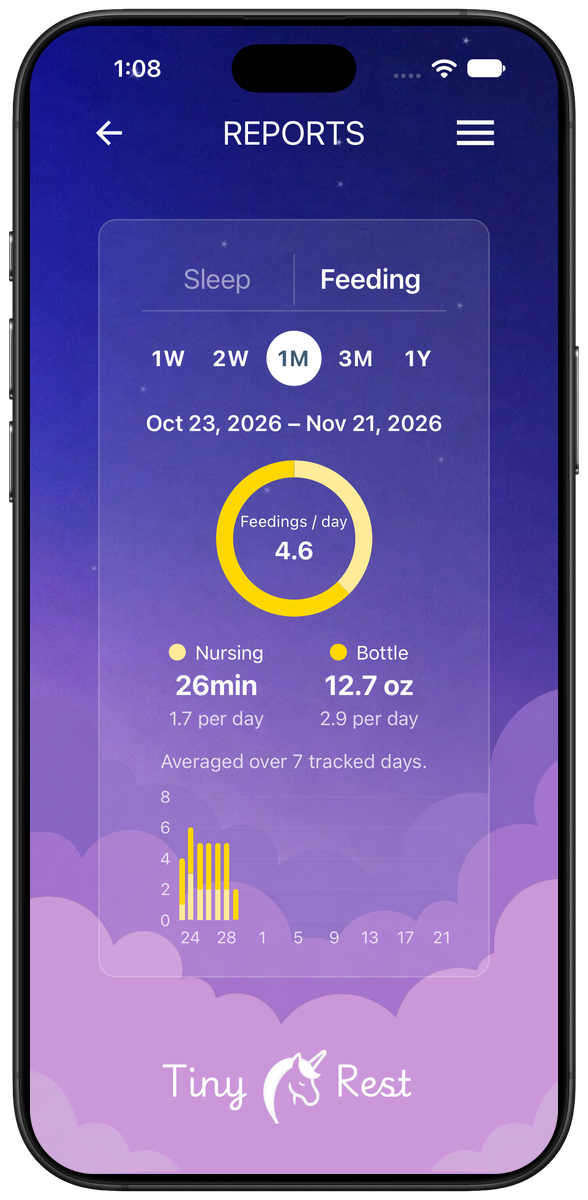 1:08
REPORTS
Sleep Feeding
1W 2W 1M 3M 1Y
Oct 23, 2026 – Nov 21, 2026
Feedings / day
4.6
Nursing Bottle
26min 12.7 oz
1.7 per day 2.9 per day
Averaged over 7 tracked days.
8
6
4
2
0
24 28 1 5 9 13 17 21
Tiny Rest